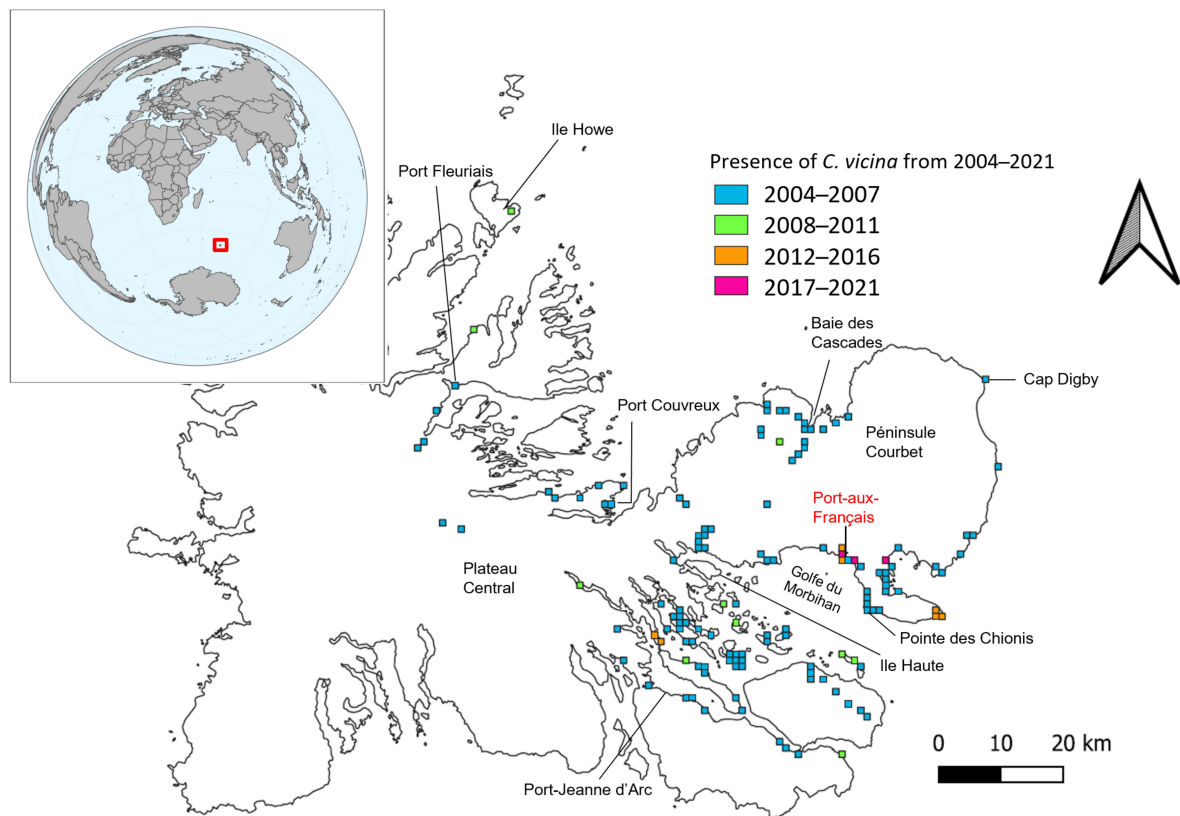 Ile Howe
Port Fleuriais
Presence of C. vicina from 2004–2021
2004–2007
2008–2011
2012–2016
2017–2021
Baie des
Cascades
Cap Digby
Port Couvreux
Péninsule
Courbet
Port-aux-
Français
Plateau
Central
Golfe du
Morbihan
Pointe des Chionis
Ile Haute
Port-Jeanne d'Arc
0 10 20 km